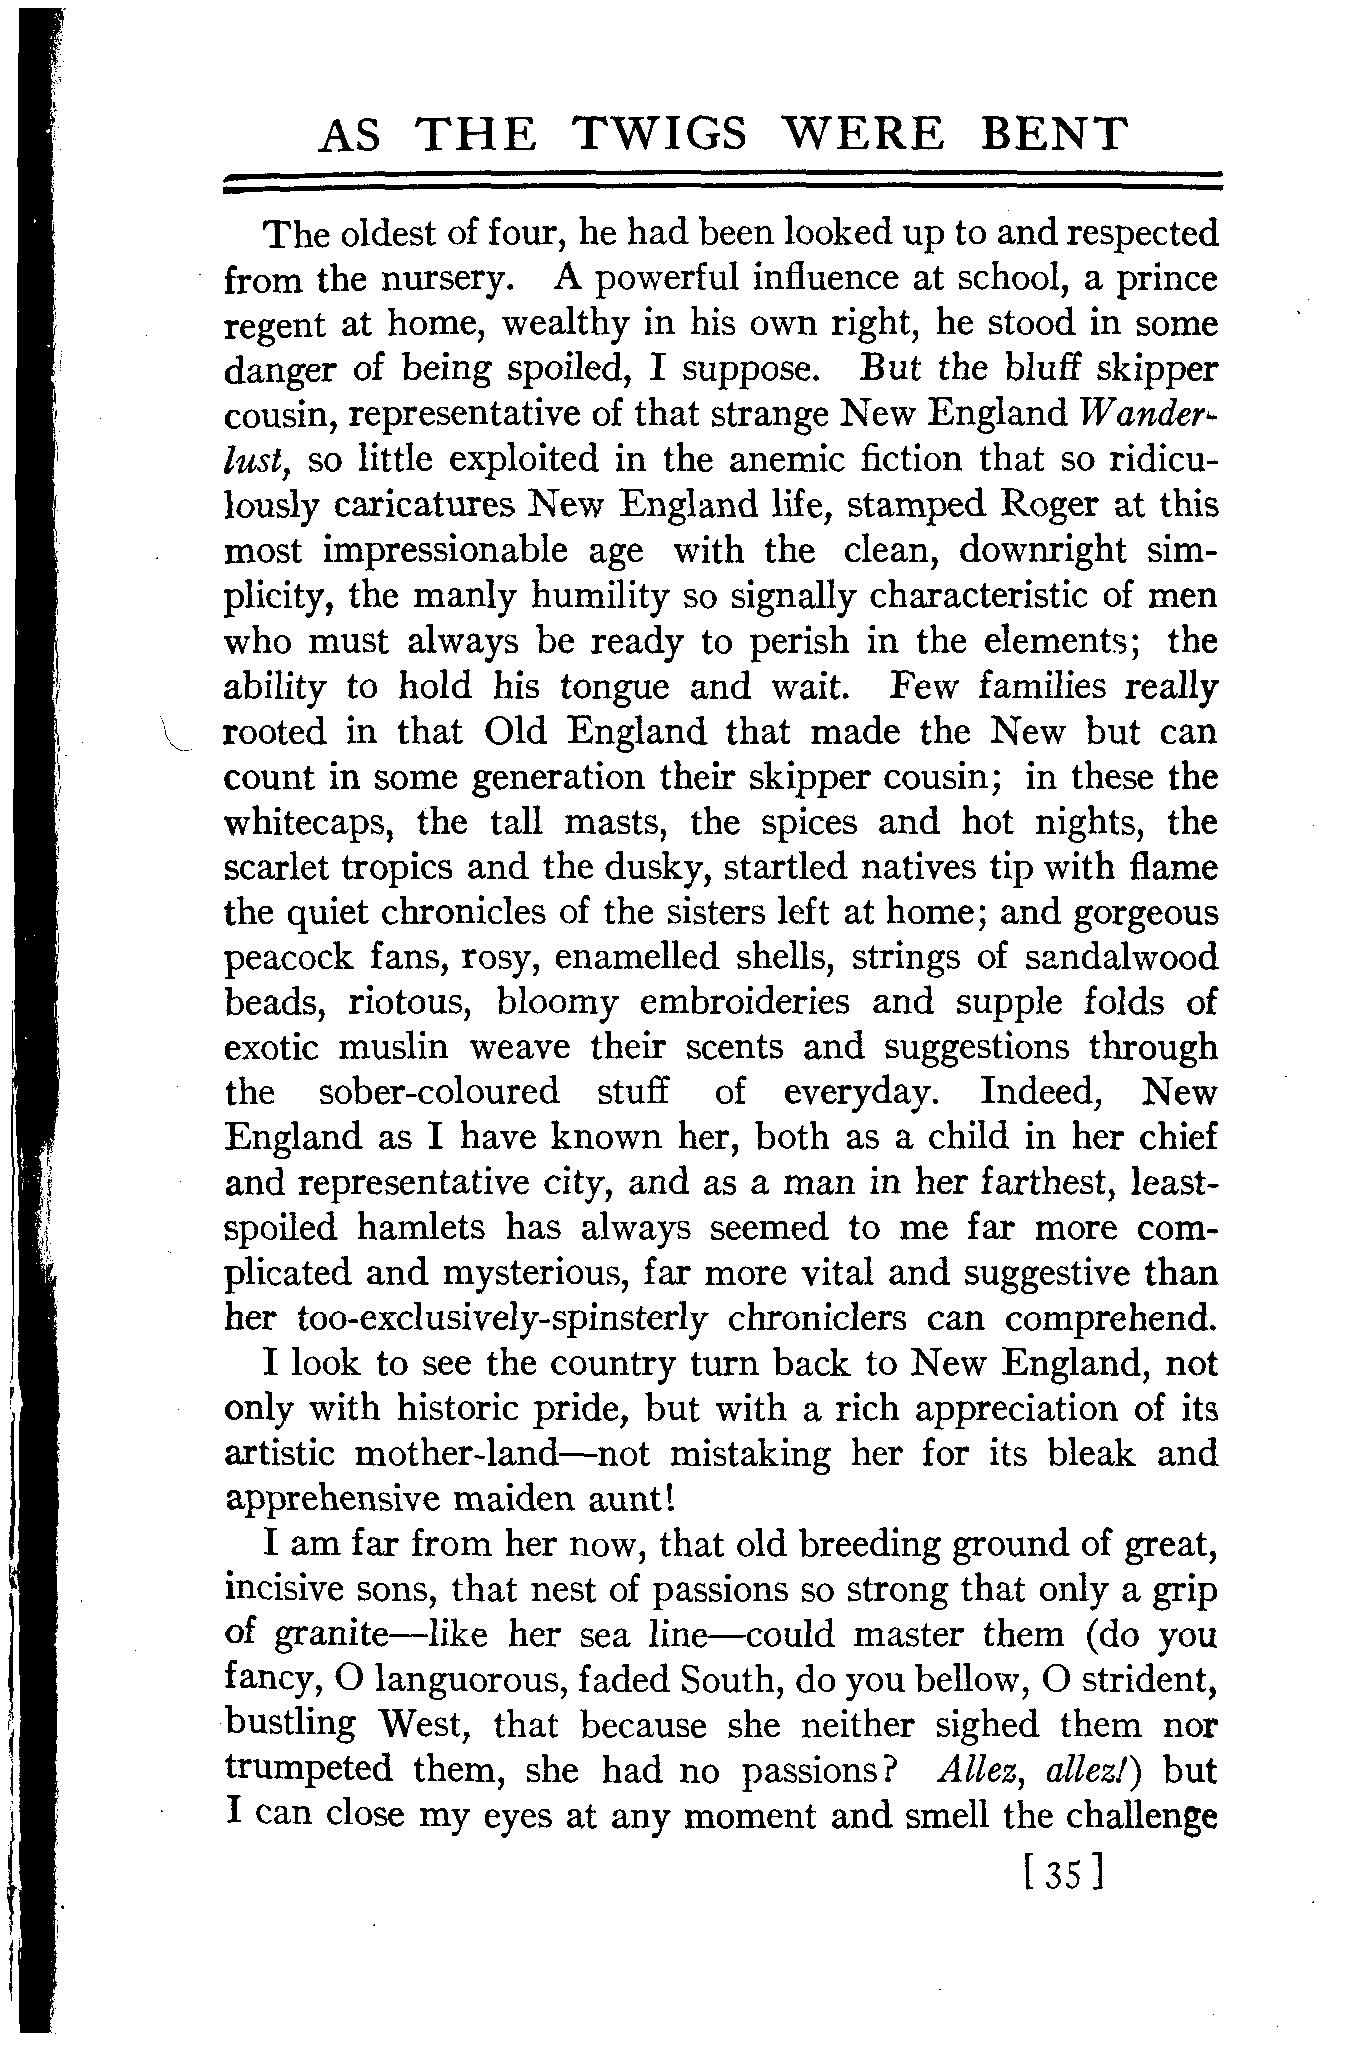 AS THE TWIGS WERE BENT
The oldest of four, he had been looked up to and respected
from the nursery. A powerful influence at school, a prince
regent at home, wealthy in his own right, he stood in some
danger of being spoiled, I suppose. But the bluff skipper
cousin, representative of that strange New England Wander-
lust, so little exploited in the anemic fiction that so ridicu-
lously caricatures New England life, stamped Roger at this
most impressionable age with the clean, downright sim-
plicity, the manly humility so signally characteristic of men
who must always be ready to perish in the elements; the
ability to hold his tongue and wait. Few families really
rooted in that Old England that made the New but can
count in some generation their skipper cousin; in these the
whitecaps, the tall masts, the spices and hot nights, the
scarlet tropics and the dusky, startled natives tip with flame
the quiet chronicles of the sisters left at home; and gorgeous
peacock fans, rosy, enamelled shells, strings of sandalwood
beads, riotous, bloomy embroideries and supple folds of
exotic muslin weave their scents and suggestions through
the sober-coloured stuff of everyday. Indeed, New
England as I have known her, both as a child in her chief
and representative city, and as a man in her farthest, least-
spoiled hamlets has always seemed to me far more com-
plicated and mysterious, far more vital and suggestive than
her too-exclusively-spinsterly chroniclers can comprehend.
I look to see the country turn back to New England, not
only with historic pride, but with a rich appreciation of its
artistic mother-land—not mistaking her for its bleak and
apprehensive maiden aunt!
I am far from her now, that old breeding ground of great,
incisive sons, that nest of passions so strong that only a grip
of granite—like her sea line—could master them (do you
fancy, O languorous, faded South, do you bellow, O strident,
bustling West, that because she neither sighed them nor
trumpeted them, she had no passions? Allez, allez!) but
I can close my eyes at any moment and smell the challenge
[35]